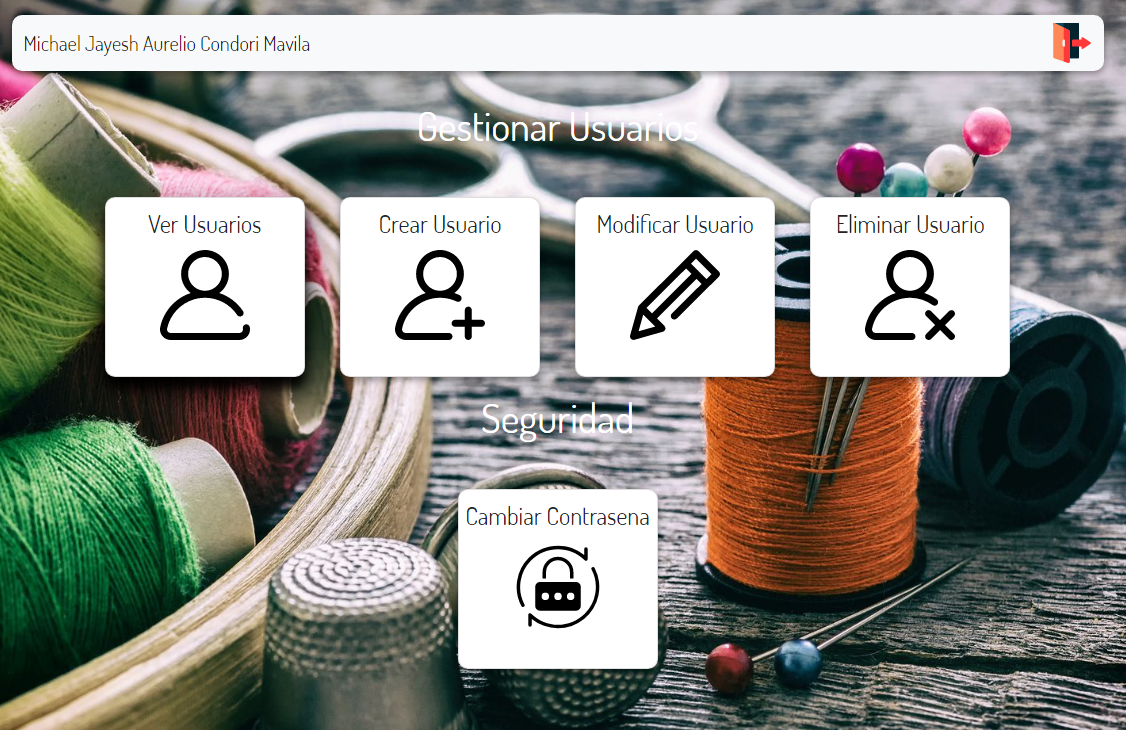 Michael Jayesh Aurelio Condori Mavila
Gestionar Usuarios
Ver Usuarios
Crear Usuario
Modificar Usuario
Eliminar Usuario
Seguridad
Cambiar Contrasena